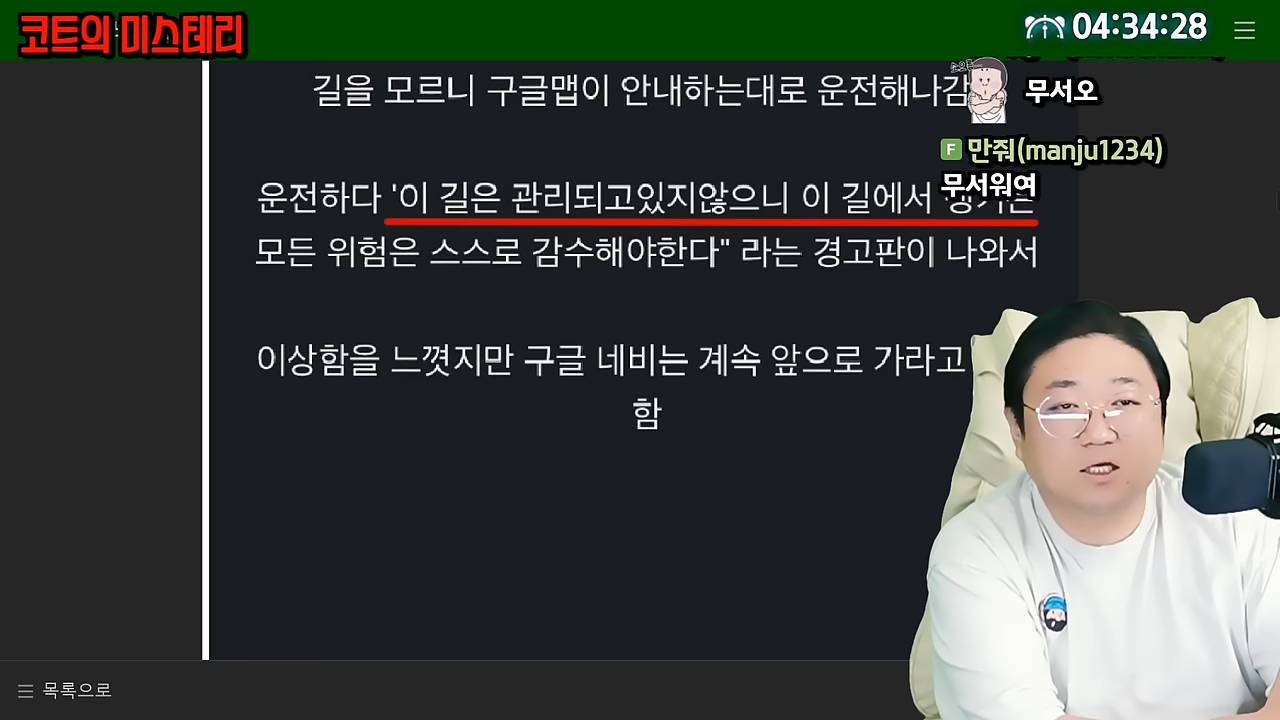 코트의 미스테리
04:34:28
길을 모르니 구글맵이 안내하는대로 운전해나감
무서오
만줘(manju1234)
무서워여
운전하다 '이 길은 관리되고있지않으니 이 길에서
모든 위험은 스스로 감수해야한다" 라는 경고판이 나와서
이상함을 느꼇지만 구글 네비는 계속 앞으로 가라고
함
목록으로